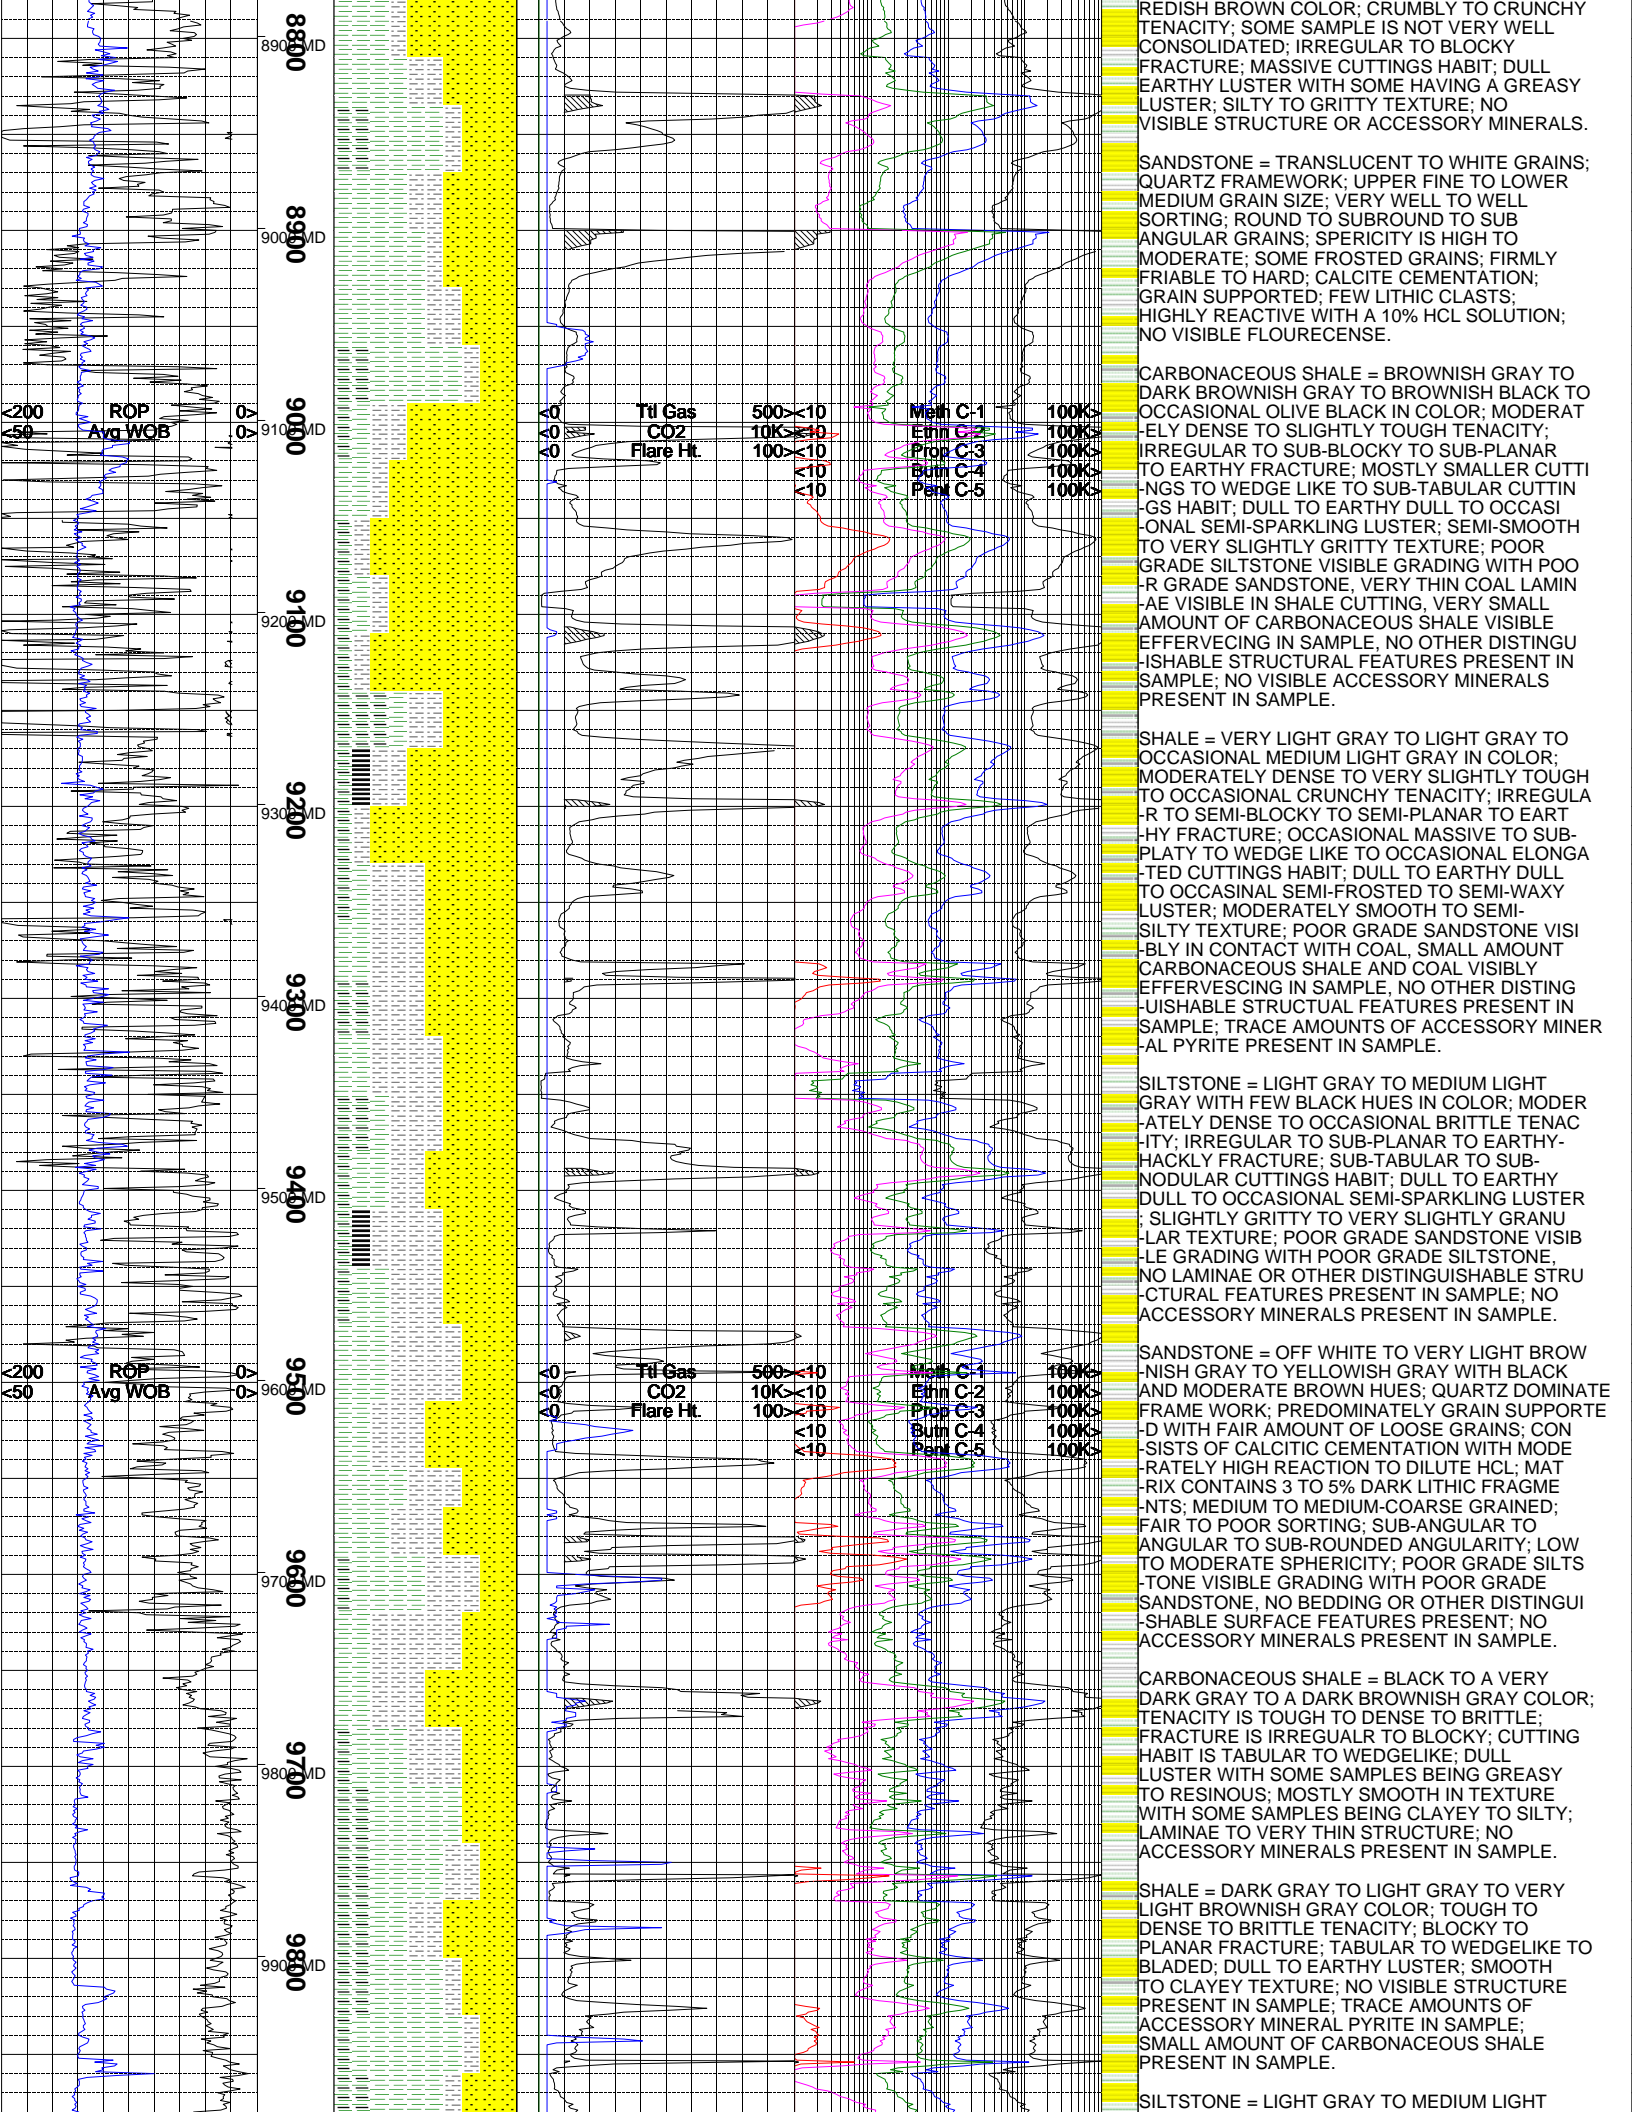 8800
8900 MD
8900
9000 MD
<200 ROP 0>
<50 Avg WOB 0>
9000
9100 MD
9100
9200 MD
9200
9300 MD
9300
9400 MD
9400
9500 MD
<200 ROP 0>
<50 Avg WOB 0>
9500
9600 MD
9600
9700 MD
9700
9800 MD
9800
9900 MD
<0 Ttl Gas 500>
<0 CO2 10K>
<0 Flare Ht. 100>
<10 Meth C-1 100K>
<10 Ethn C-2 100K>
<10 Prop C-3 100K>
<10 Butn C-4 100K>
<10 Pent C-5 100K>
<0 Ttl Gas 500>
<0 CO2 10K>
<0 Flare Ht. 100>
<10 Meth C-1 100K>
<10 Ethn C-2 100K>
<10 Prop C-3 100K>
<10 Butn C-4 100K>
<10 Pent C-5 100K>
REDISH BROWN COLOR; CRUMBLY TO CRUNCHY
TENACITY; SOME SAMPLE IS NOT VERY WELL
CONSOLIDATED; IRREGULAR TO BLOCKY
FRACTURE; MASSIVE CUTTINGS HABIT; DULL
EARTHY LUSTER WITH SOME HAVING A GREASY
LUSTER; SILTY TO GRITTY TEXTURE; NO
VISIBLE STRUCTURE OR ACCESSORY MINERALS.
SANDSTONE = TRANSLUCENT TO WHITE GRAINS;
QUARTZ FRAMEWORK; UPPER FINE TO LOWER
MEDIUM GRAIN SIZE; VERY WELL TO WELL
SORTING; ROUND TO SUBROUND TO SUB
ANGULAR GRAINS; SPERICITY IS HIGH TO
MODERATE; SOME FROSTED GRAINS; FIRMLY
FRIABLE TO HARD; CALCITE CEMENTATION;
GRAIN SUPPORTED; FEW LITHIC CLASTS;
HIGHLY REACTIVE WITH A 10% HCL SOLUTION;
NO VISIBLE FLOURECENSE.
CARBONACEOUS SHALE = BROWNISH GRAY TO
DARK BROWNISH GRAY TO BROWNISH BLACK TO
OCCASIONAL OLIVE BLACK IN COLOR; MODERAT
-ELY DENSE TO SLIGHTLY TOUGH TENACITY;
IRREGULAR TO SUB-BLOCKY TO SUB-PLANAR
TO EARTHY FRACTURE; MOSTLY SMALLER CUTTI
-NGS TO WEDGE LIKE TO SUB-TABULAR CUTTIN
-GS HABIT; DULL TO EARTHY DULL TO OCCASI
-ONAL SEMI-SPARKLING LUSTER; SEMI-SMOOTH
TO VERY SLIGHTLY GRITTY TEXTURE; POOR
GRADE SILTSTONE VISIBLE GRADING WITH POO
-R GRADE SANDSTONE, VERY THIN COAL LAMIN
-AE VISIBLE IN SHALE CUTTING, VERY SMALL
AMOUNT OF CARBONACEOUS SHALE VISIBLE
EFFERVECING IN SAMPLE, NO OTHER DISTINGU
-ISHABLE STRUCTURAL FEATURES PRESENT IN
SAMPLE; NO VISIBLE ACCESSORY MINERALS
PRESENT IN SAMPLE.
SHALE = VERY LIGHT GRAY TO LIGHT GRAY TO
OCCASIONAL MEDIUM LIGHT GRAY IN COLOR;
MODERATELY DENSE TO VERY SLIGHTLY TOUGH
TO OCCASIONAL CRUNCHY TENACITY; IRREGULA
-R TO SEMI-BLOCKY TO SEMI-PLANAR TO EART
-HY FRACTURE; OCCASIONAL MASSIVE TO SUB-
PLATY TO WEDGE LIKE TO OCCASIONAL ELONGA
-TED CUTTINGS HABIT; DULL TO EARTHY DULL
TO OCCASINAL SEMI-FROSTED TO SEMI-WAXY
LUSTER; MODERATELY SMOOTH TO SEMI-
SILTY TEXTURE; POOR GRADE SANDSTONE VISI
-BLY IN CONTACT WITH COAL, SMALL AMOUNT
CARBONACEOUS SHALE AND COAL VISIBLY
EFFERVESCING IN SAMPLE, NO OTHER DISTING
-UISHABLE STRUCTUAL FEATURES PRESENT IN
SAMPLE; TRACE AMOUNTS OF ACCESSORY MINER
-AL PYRITE PRESENT IN SAMPLE.
SILTSTONE = LIGHT GRAY TO MEDIUM LIGHT
GRAY WITH FEW BLACK HUES IN COLOR; MODER
-ATELY DENSE TO OCCASIONAL BRITTLE TENAC
-ITY; IRREGULAR TO SUB-PLANAR TO EARTHY-
HACKLY FRACTURE; SUB-TABULAR TO SUB-
NODULAR CUTTINGS HABIT; DULL TO EARTHY
DULL TO OCCASIONAL SEMI-SPARKLING LUSTER
; SLIGHTLY GRITTY TO VERY SLIGHTLY GRANU
-LAR TEXTURE; POOR GRADE SANDSTONE VISIB
-LE GRADING WITH POOR GRADE SILTSTONE,
NO LAMINAE OR OTHER DISTINGUISHABLE STRU
-CTURAL FEATURES PRESENT IN SAMPLE; NO
ACCESSORY MINERALS PRESENT IN SAMPLE.
SANDSTONE = OFF WHITE TO VERY LIGHT BROW
-NISH GRAY TO YELLOWISH GRAY WITH BLACK
AND MODERATE BROWN HUES; QUARTZ DOMINATE
FRAME WORK; PREDOMINATELY GRAIN SUPPORTE
-D WITH FAIR AMOUNT OF LOOSE GRAINS; CON
-SISTS OF CALCITIC CEMENTATION WITH MODE
-RATELY HIGH REACTION TO DILUTE HCL; MAT
-RIX CONTAINS 3 TO 5% DARK LITHIC FRAGME
-NTS; MEDIUM TO MEDIUM-COARSE GRAINED;
FAIR TO POOR SORTING; SUB-ANGULAR TO
ANGULAR TO SUB-ROUNDED ANGULARITY; LOW
TO MODERATE SPHERICITY; POOR GRADE SILTS
-TONE VISIBLE GRADING WITH POOR GRADE
SANDSTONE, NO BEDDING OR OTHER DISTINGUI
-SHABLE SURFACE FEATURES PRESENT; NO
ACCESSORY MINERALS PRESENT IN SAMPLE.
CARBONACEOUS SHALE = BLACK TO A VERY
DARK GRAY TO A DARK BROWNISH GRAY COLOR;
TENACITY IS TOUGH TO DENSE TO BRITTLE;
FRACTURE IS IRREGUALR TO BLOCKY; CUTTING
HABIT IS TABULAR TO WEDGELIKE; DULL
LUSTER WITH SOME SAMPLES BEING GREASY
TO RESINOUS; MOSTLY SMOOTH IN TEXTURE
WITH SOME SAMPLES BEING CLAYEY TO SILTY;
LAMINAE TO VERY THIN STRUCTURE; NO
ACCESSORY MINERALS PRESENT IN SAMPLE.
SHALE = DARK GRAY TO LIGHT GRAY TO VERY
LIGHT BROWNISH GRAY COLOR; TOUGH TO
DENSE TO BRITTLE TENACITY; BLOCKY TO
PLANAR FRACTURE; TABULAR TO WEDGELIKE TO
BLADED; DULL TO EARTHY LUSTER; SMOOTH
TO CLAYEY TEXTURE; NO VISIBLE STRUCTURE
PRESENT IN SAMPLE; TRACE AMOUNTS OF
ACCESSORY MINERAL PYRITE IN SAMPLE;
SMALL AMOUNT OF CARBONACEOUS SHALE
PRESENT IN SAMPLE.
SILTSTONE = LIGHT GRAY TO MEDIUM LIGHT